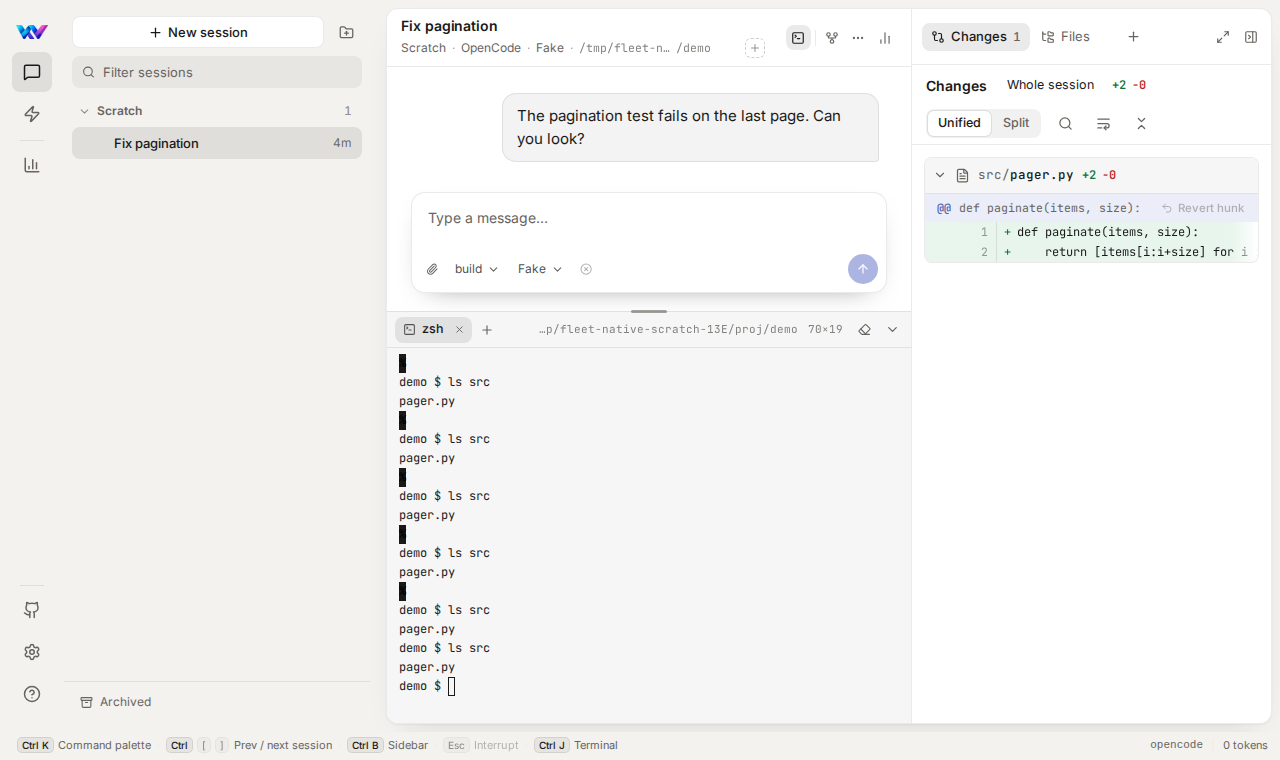 New session
Filter sessions
Scratch 1
Fix pagination 4m
Archived
Fix pagination
Scratch · OpenCode · Fake · /tmp/fleet-n… /demo
The pagination test fails on the last page. Can
you look?
Type a message...
build Fake
zsh …p/fleet-native-scratch-13E/proj/demo 70×19
demo $ ls src
pager.py
demo $ ls src
pager.py
demo $ ls src
pager.py
demo $ ls src
pager.py
demo $ ls src
pager.py
demo $ ls src
pager.py
demo $
Changes 1 Files
Changes Whole session +2 -0
Unified Split
src/pager.py +2 -0
@@ def paginate(items, size): Revert hunk
1 + def paginate(items, size):
2 + return [items[i:i+size] for i
Ctrl K Command palette Ctrl [ ] Prev / next session Ctrl B Sidebar Esc Interrupt Ctrl J Terminal opencode 0 tokens